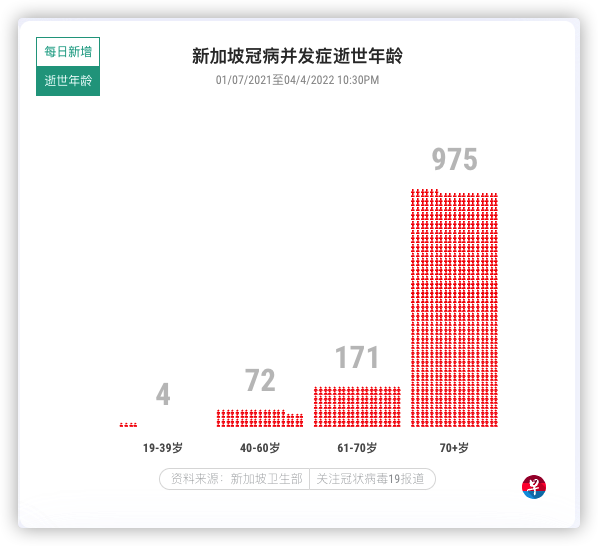 每日新增
逝世年龄
新加坡冠病并发症逝世年龄
01/07/2021至04/4/2022 10:30PM
4
72
171
975
19-39岁
40-60岁
61-70岁
70+岁
资料来源：新加坡卫生部
关注冠状病毒19报道
早